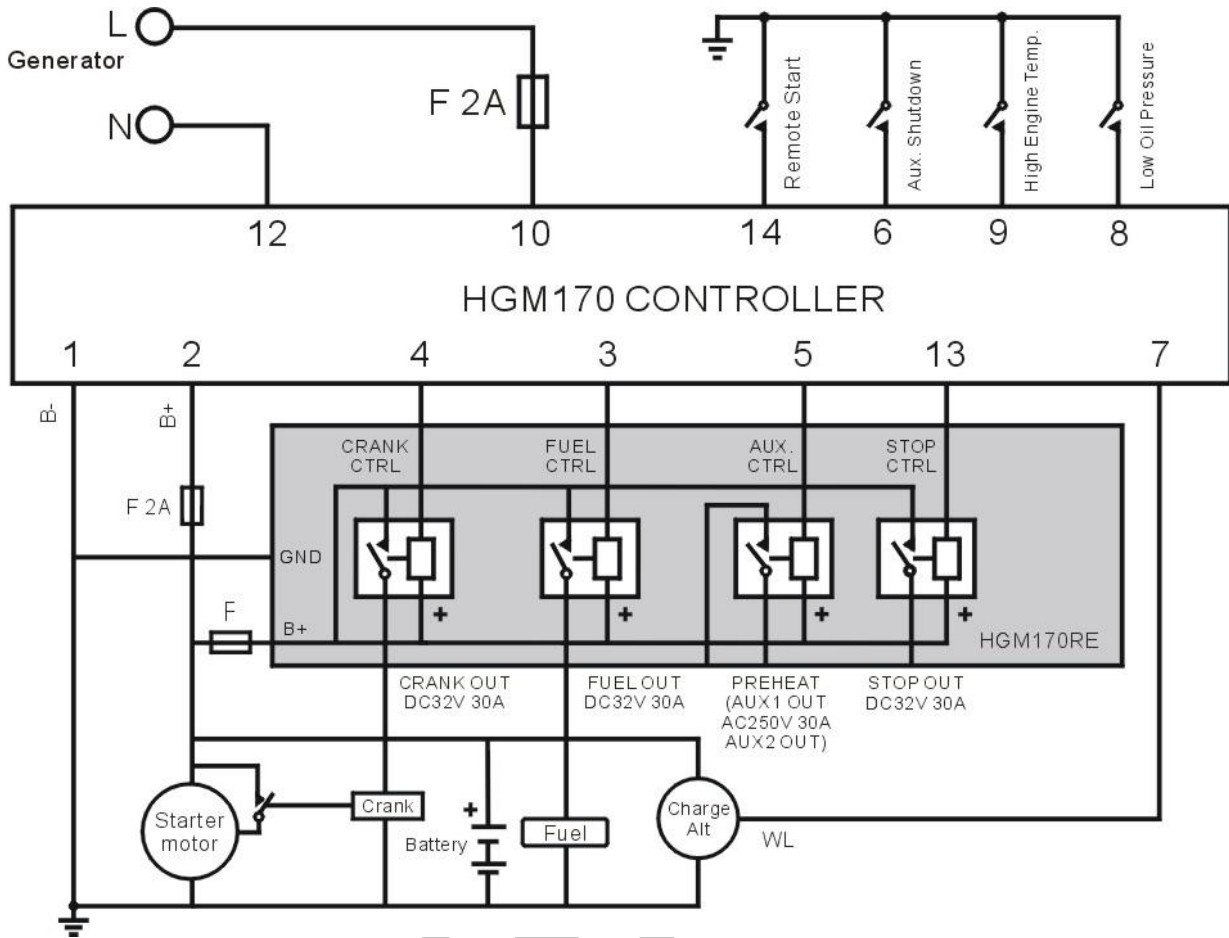 L
Generator
N
F 2A
Remote Start
Aux. Shutdown
High Engine Temp.
Low Oil Pressure
12 10 14 6 9 8
HGM170 CONTROLLER
1 2 4 3 5 13 7
B-
B+
CRANK
CTRL
FUEL
CTRL
AUX.
CTRL
STOP
CTRL
F 2A
GND
F
B+
+
+
+
+
HGM170RE
CRANK OUT
DC32V 30A
FUEL OUT
DC32V 30A
PREHEAT
(AUX1 OUT
AC250V 30A
AUX2 OUT)
STOP OUT
DC32V 30A
Starter
motor
Crank
+
Battery
Fuel
Charge
Alt
WL